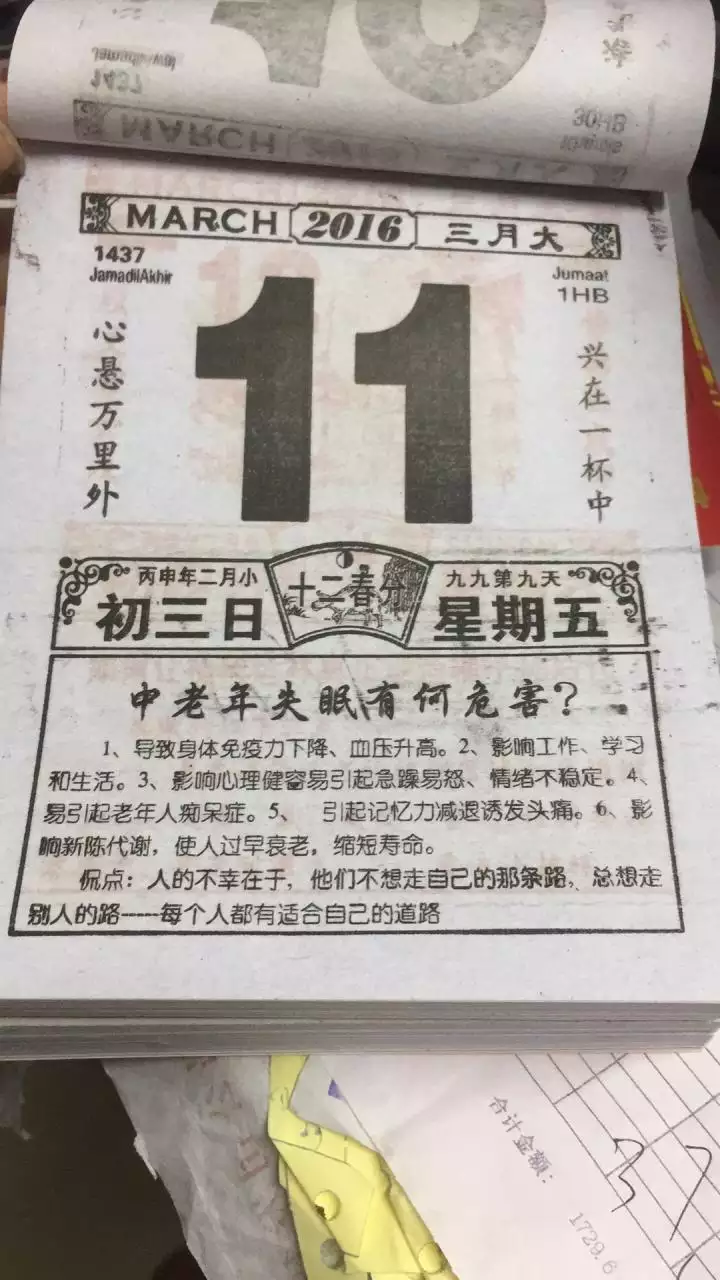 1437
30HB
MARCH 2016 三月大
MARCH 2016 三月大
1437
JamadilAkhir
Jumaat
1HB
心悬万里外
兴在一杯中
11
丙申年二月小
初三日
十二春分
九九第九天
星期五
中老年失眠有何危害?
1、导致身体免疫力下降、血压升高。2、影响工作、学习
和生活。3、影响心理健容易引起急躁易怒、情绪不稳定。4、
易引起老年人痴呆症。5、 引起记忆力减退诱发头痛。6、影
响新陈代谢,使人过早衰老,缩短寿命。
侃点:人的不幸在于,他们不想走自己的那条路,总想走
别人的路-----每个人都有适合自己的道路
合计金额:
37
1729.6